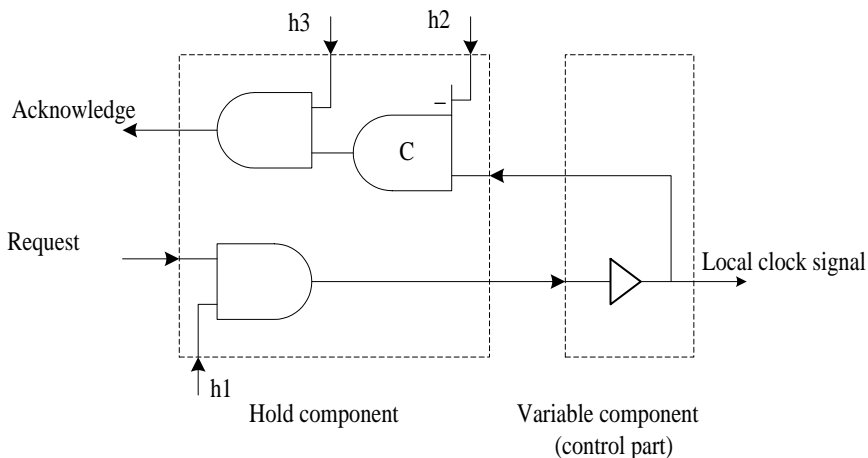 h3 h2
Acknowledge
–
C
Request
Local clock signal
h1
Hold component Variable component
(control part)